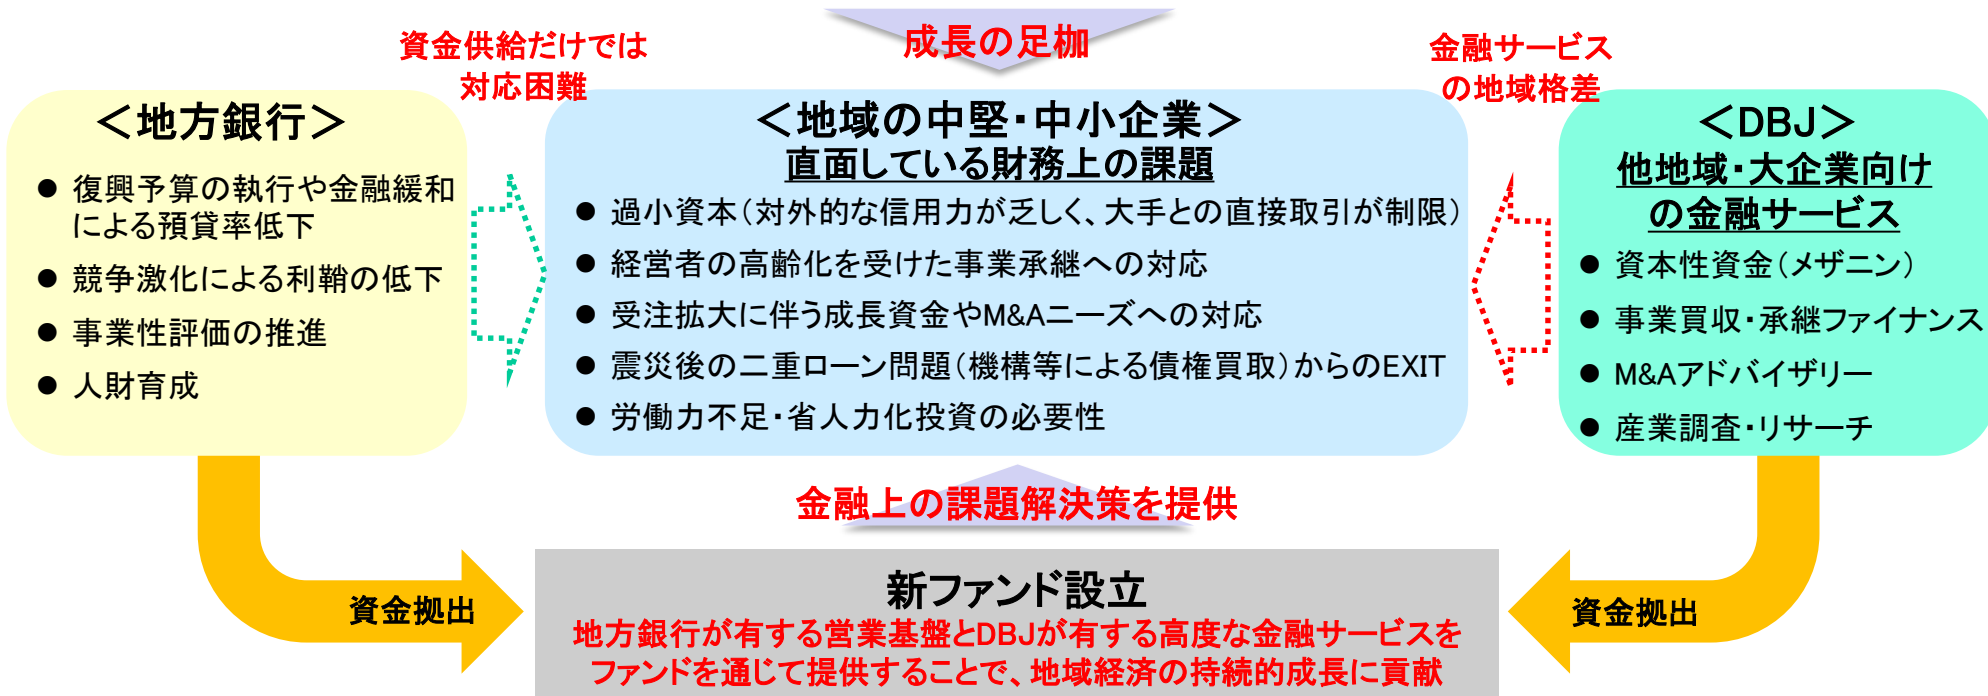 成長の足枷
資金供給だけでは
対応困難
金融サービス
の地域格差
＜地方銀行＞
● 復興予算の執行や金融緩和
による預貸率低下
● 競争激化による利鞘の低下
● 事業性評価の推進
● 人財育成
＜地域の中堅・中小企業＞
直面している財務上の課題
● 過小資本（対外的な信用力が乏しく、大手との直接取引が制限）
● 経営者の高齢化を受けた事業承継への対応
● 受注拡大に伴う成長資金やM&Aニーズへの対応
● 震災後の二重ローン問題（機構等による債権買取）からのEXIT
● 労働力不足・省人力化投資の必要性
＜DBJ＞
他地域・大企業向け
の金融サービス
● 資本性資金（メザニン）
● 事業買収・承継ファイナンス
● M&Aアドバイザリー
● 産業調査・リサーチ
金融上の課題解決策を提供
資金拠出
新ファンド設立
地方銀行が有する営業基盤とDBJが有する高度な金融サービスを
ファンドを通じて提供することで、地域経済の持続的成長に貢献
資金拠出